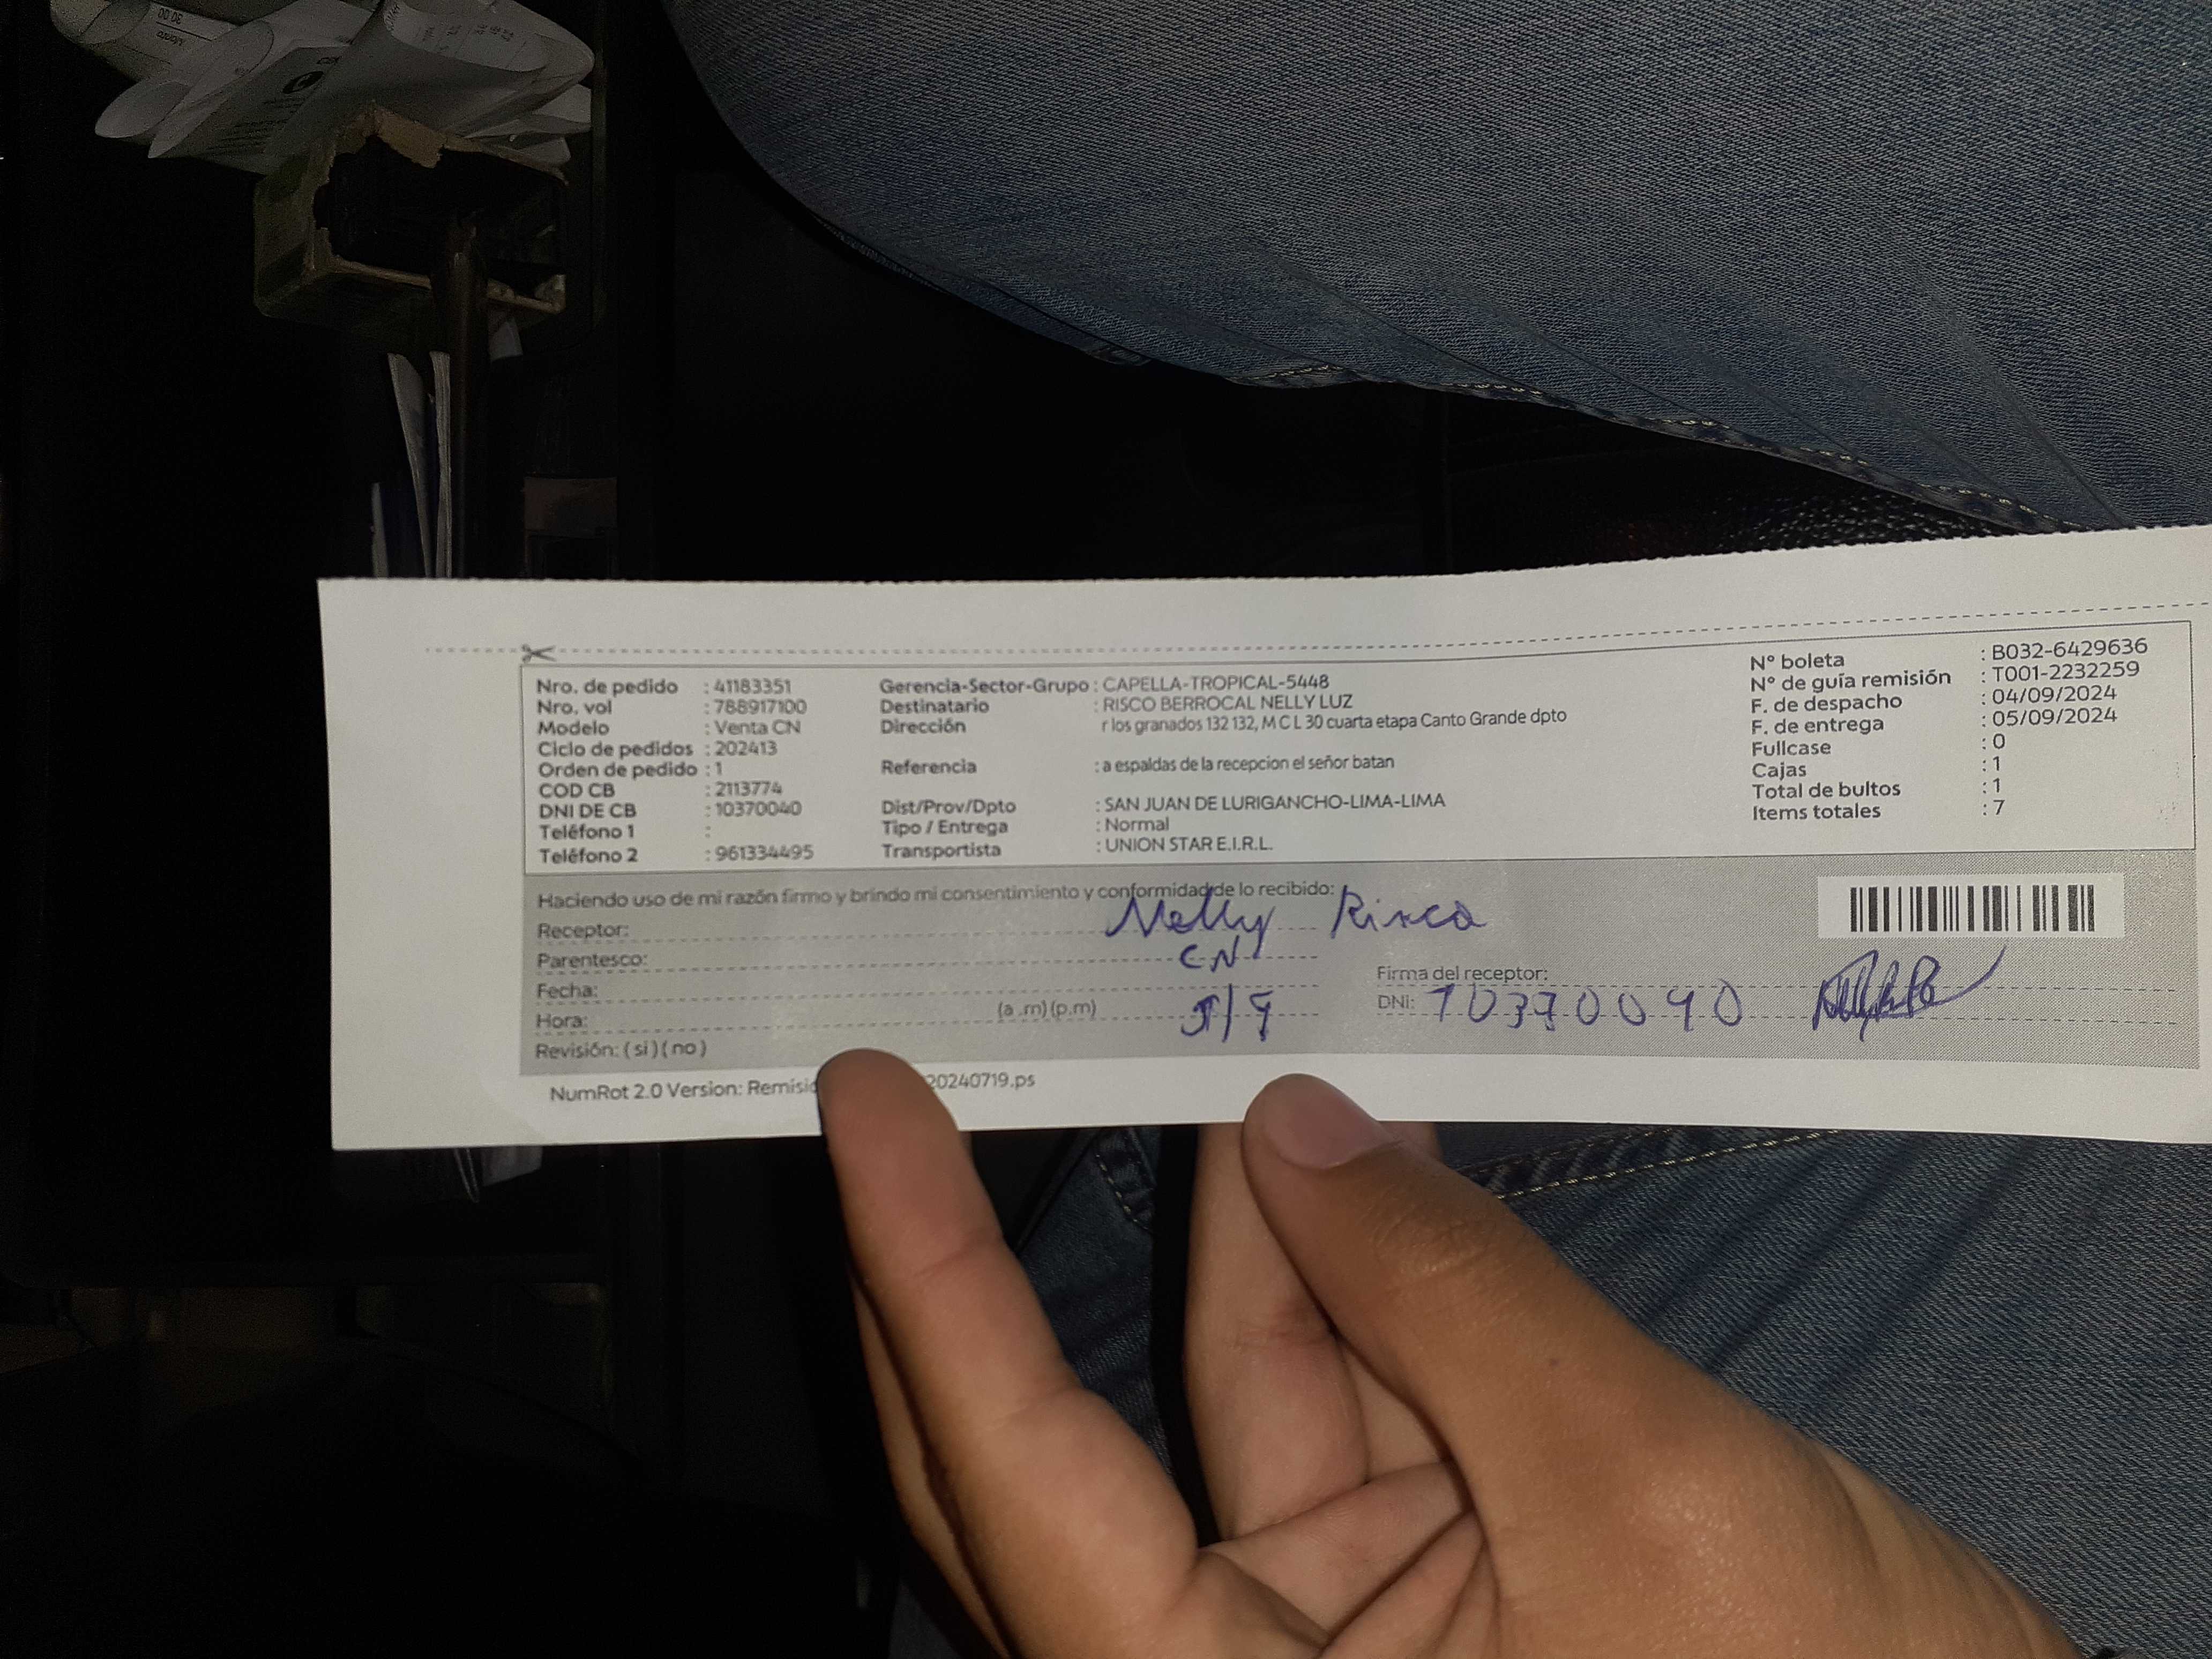 Nro. de pedido : 41183351
Nro. vol : 788917100
Modelo : Venta CN
Ciclo de pedidos : 202413
Orden de pedido : 1
COD CB : 2113774
DNI DE CB : 10370040
Teléfono 1 :
Teléfono 2 : 961334495
Gerencia-Sector-Grupo : CAPELLA-TROPICAL-5448
Destinatario : RISCO BERROCAL NELLY LUZ
Dirección r los granados 132 132, M C L 30 cuarta etapa Canto Grande dpto
Referencia : a espaldas de la recepcion el señor batan
Dist/Prov/Dpto : SAN JUAN DE LURIGANCHO-LIMA-LIMA
Tipo / Entrega : Normal
Transportista : UNION STAR E.I.R.L.
N° boleta : B032-6429636
N° de guía remisión : T001-2232259
F. de despacho : 04/09/2024
F. de entrega : 05/09/2024
Fullcase : 0
Cajas : 1
Total de bultos : 1
Items totales : 7
Haciendo uso de mi razón firmo y brindo mi consentimiento y conformidad de lo recibido:
Receptor: Nelly Risco
Parentesco: CN
Fecha:
Hora: (a .m) (p.m) 5/9
Revisión: ( si ) ( no )
Firma del receptor:
DNI: 10370040
NumRot 2.0 Version: Remisi 20240719.ps